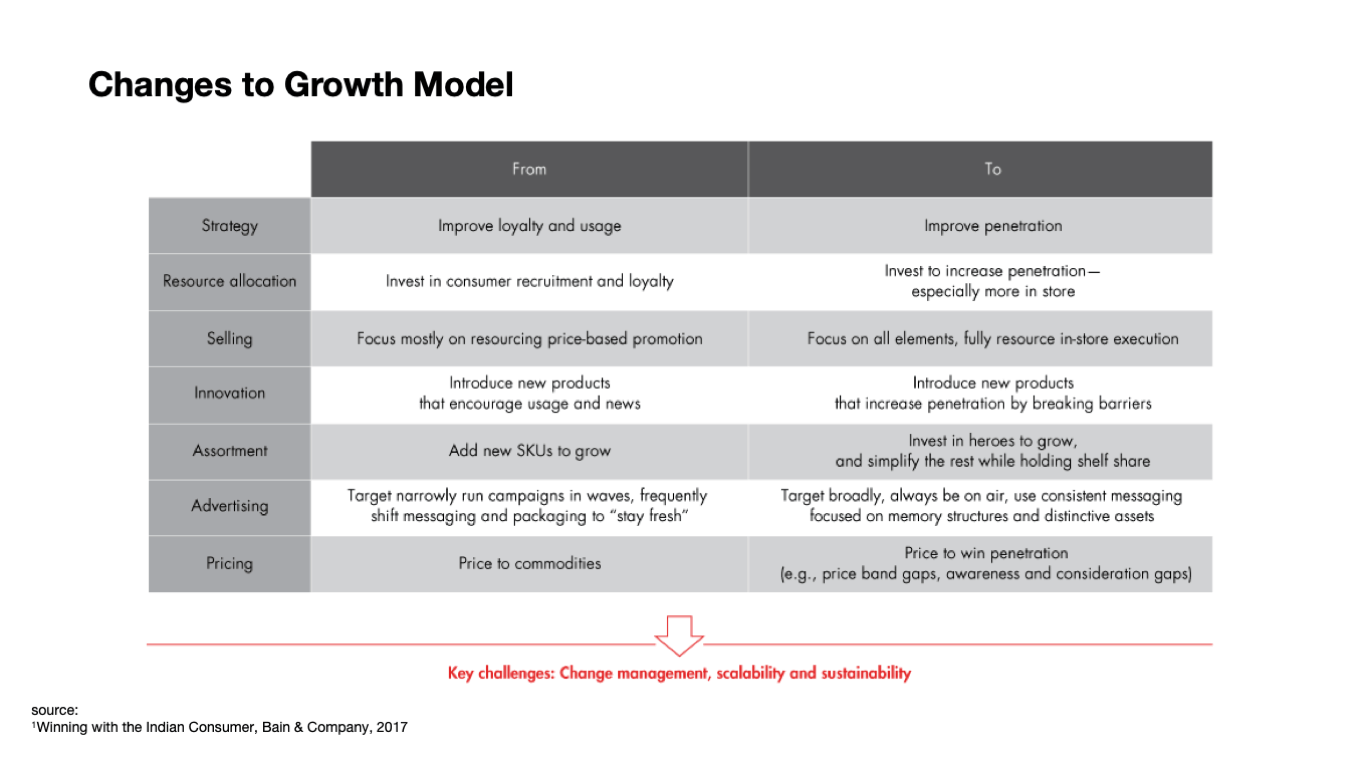 Changes to Growth Model
From
To
Strategy
Improve loyalty and usage
Improve penetration
Resource allocation
Invest in consumer recruitment and loyalty
Invest to increase penetration—
especially more in store
Selling
Focus mostly on resourcing price-based promotion
Focus on all elements, fully resource in-store execution
Innovation
Introduce new products
that encourage usage and news
Introduce new products
that increase penetration by breaking barriers
Assortment
Add new SKUs to grow
Invest in heroes to grow,
and simplify the rest while holding shelf share
Advertising
Target narrowly run campaigns in waves, frequently
shift messaging and packaging to “stay fresh”
Target broadly, always be on air, use consistent messaging
focused on memory structures and distinctive assets
Pricing
Price to commodities
Price to win penetration
(e.g., price band gaps, awareness and consideration gaps)
Key challenges: Change management, scalability and sustainability
source:
¹Winning with the Indian Consumer, Bain & Company, 2017